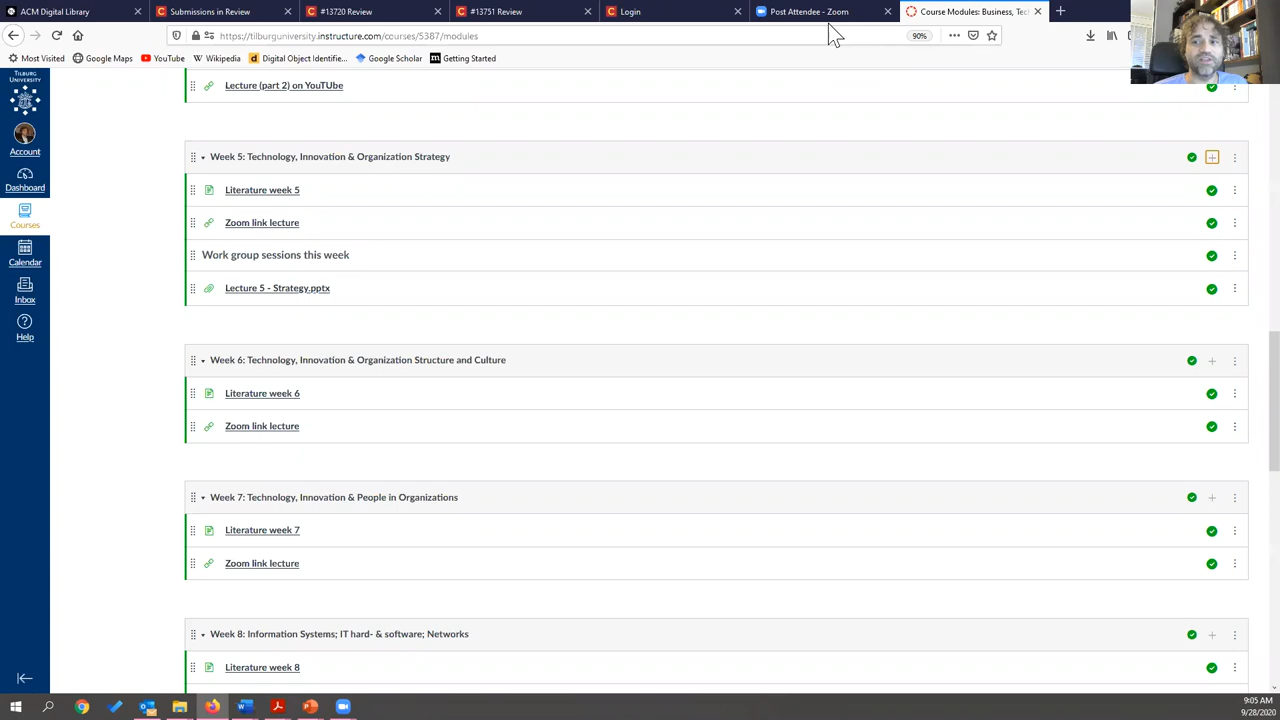 ACM Digital Library
Submissions in Review
#13720 Review
#13751 Review
Login
Post Attendee - Zoom
Course Modules: Business, Tec
https://tilburguniversity.instructure.com/courses/5387/modules
90%
Most Visited
Google Maps
YouTube
Wikipedia
Digital Object Identifie...
Google Scholar
Getting Started
TILBURG
UNIVERSITY
Account
Dashboard
Courses
Calendar
Inbox
Help
Lecture (part 2) on YouTUbe
Week 5: Technology, Innovation & Organization Strategy
Literature week 5
Zoom link lecture
Work group sessions this week
Lecture 5 - Strategy.pptx
Week 6: Technology, Innovation & Organization Structure and Culture
Literature week 6
Zoom link lecture
Week 7: Technology, Innovation & People in Organizations
Literature week 7
Zoom link lecture
Week 8: Information Systems; IT hard- & software; Networks
Literature week 8
9:05 AM
9/28/2020